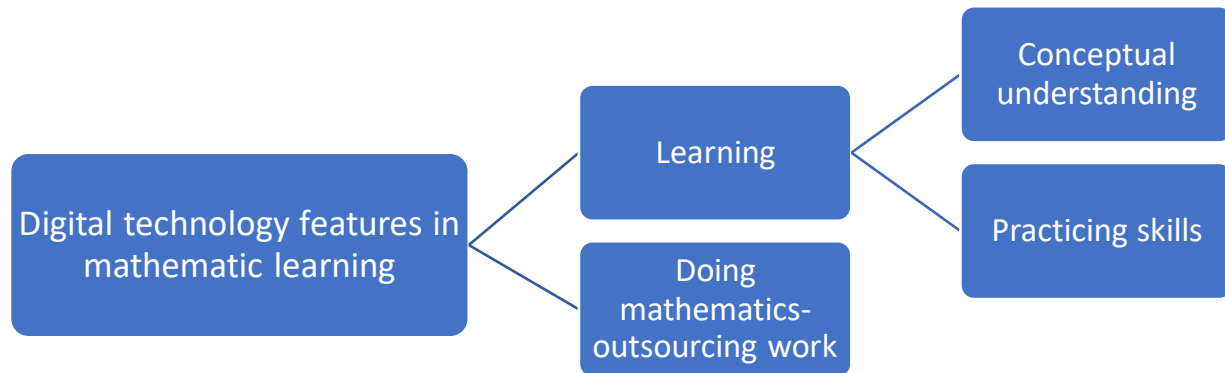 Digital technology features in
mathematic learning
Learning
Doing
mathematics-
outsourcing work
Conceptual
understanding
Practicing skills